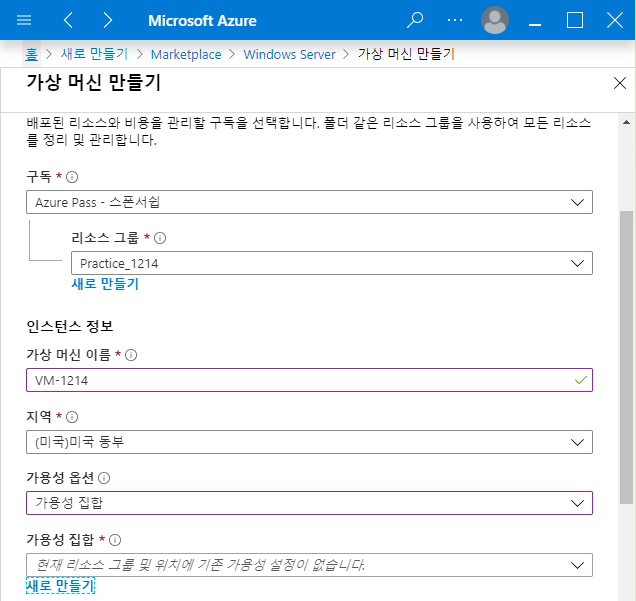 Microsoft Azure
홈 > 새로 만들기 > Marketplace > Windows Server > 가상 머신 만들기
가상 머신 만들기
배포된 리소스와 비용을 관리할 구독을 선택합니다. 폴더 같은 리소스 그룹을 사용하여 모든 리소스
를 정리 및 관리합니다.
구독 *
Azure Pass - 스폰서쉽
리소스 그룹 *
Practice_1214
새로 만들기
인스턴스 정보
가상 머신 이름 *
VM-1214
지역 *
(미국)미국 동부
가용성 옵션
가용성 집합
가용성 집합 *
현재 리소스 그룹 및 위치에 기존 가용성 설정이 없습니다.
새로 만들기